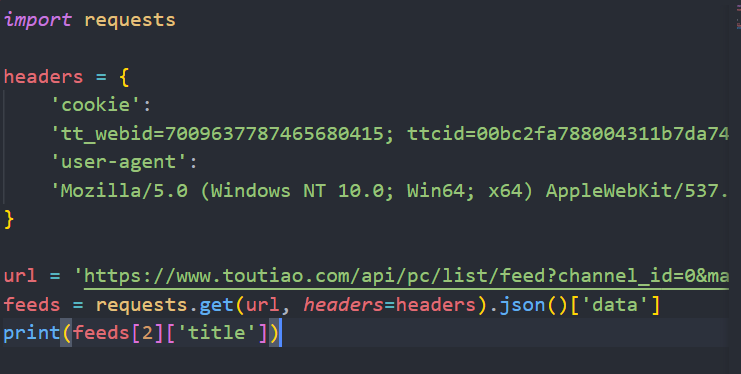 import requests
headers = {
'cookie':
'tt_webid=7009637787465680415; ttcid=00bc2fa788004311b7da74
'user-agent':
'Mozilla/5.0 (Windows NT 10.0; Win64; x64) AppleWebKit/537.
}
url = 'https://www.toutiao.com/api/pc/list/feed?channel_id=0&ma
feeds = requests.get(url, headers=headers).json()['data']
print(feeds[2]['title'])